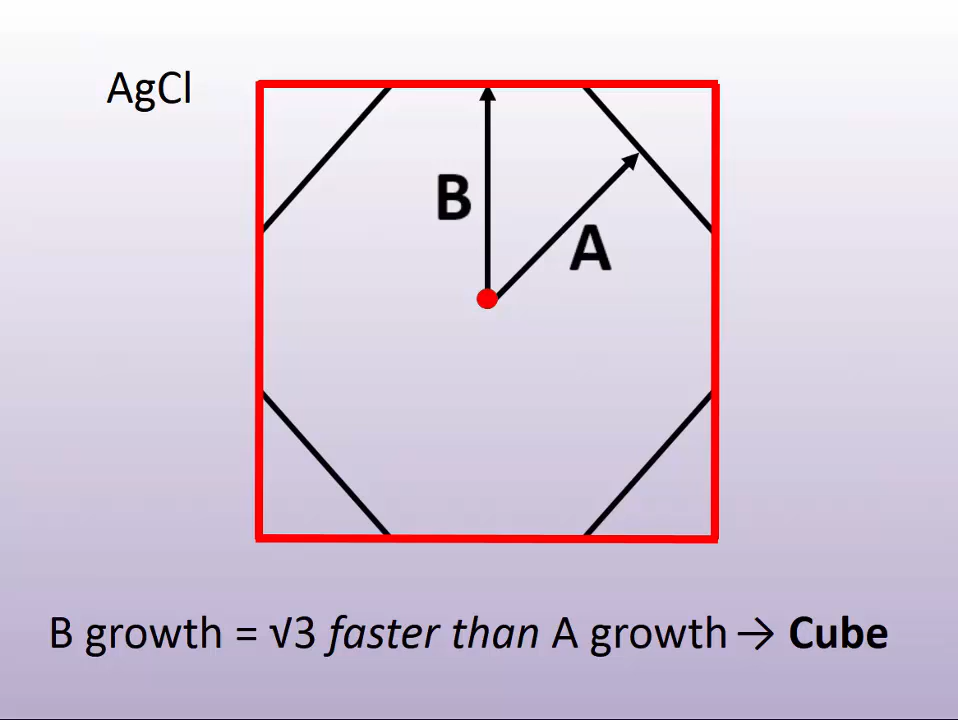 AgCl
B
A
B growth = √3 faster than A growth → Cube